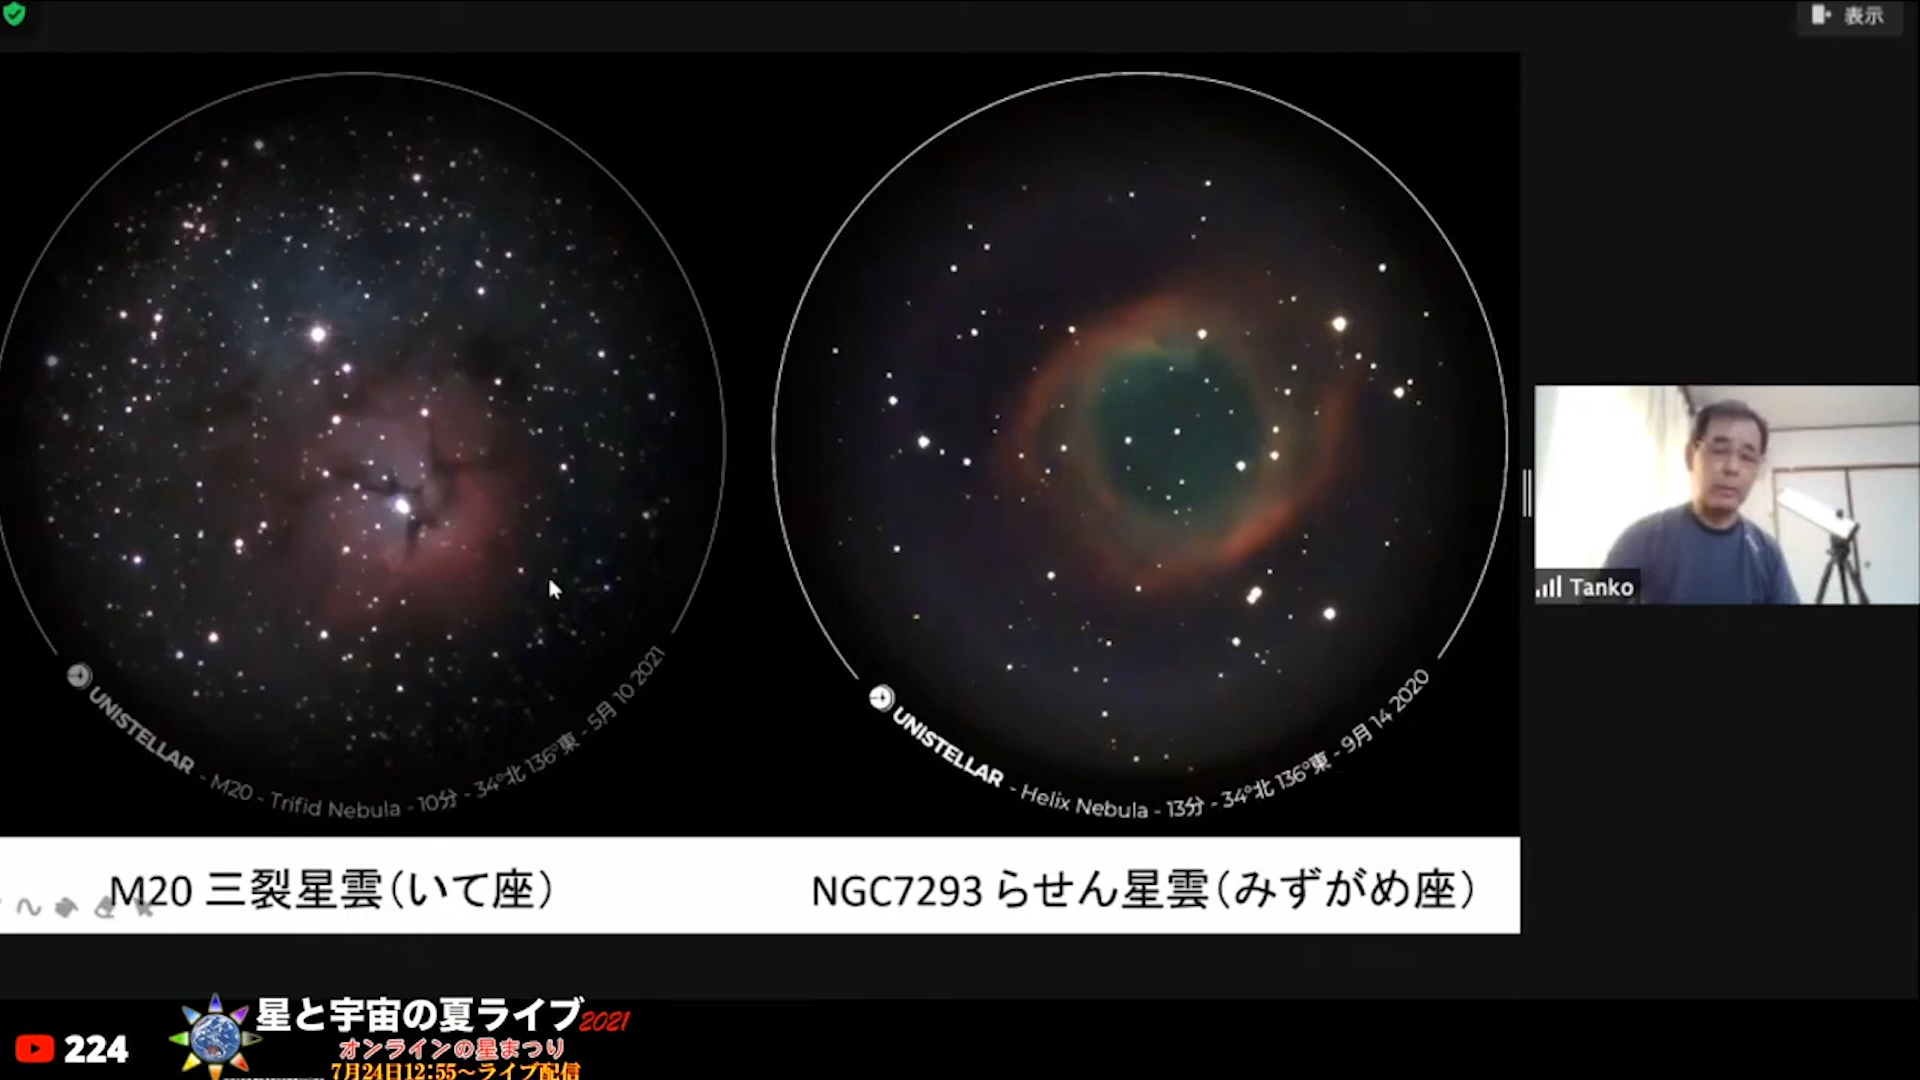 表示
UNISTELLAR - M20 - Trifid Nebula - 10分 - 34°北 136°東 - 5月 10 2021
UNISTELLAR - Helix Nebula - 13分 - 34°北 136°東 - 9月 14 2020
Tanko
M20 三裂星雲(いて座)
NGC7293 らせん星雲(みずがめ座)
224
星と宇宙の夏ライブ2021
オンラインの星まつり
7月24日12:55~ライブ配信